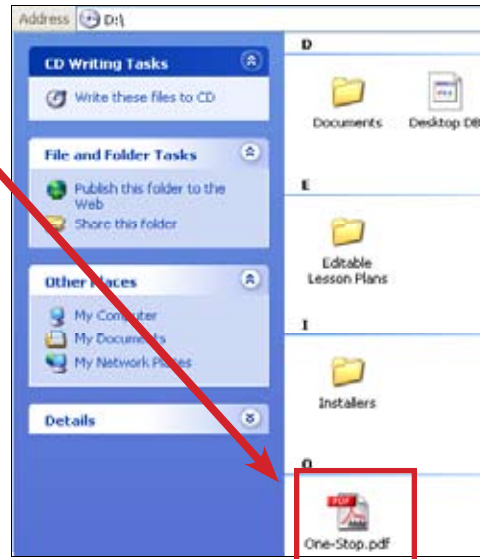 Address D:\
CD Writing Tasks
Write these files to CD
File and Folder Tasks
Publish this folder to the
Web
Share this folder
Other Places
My Computer
My Documents
My Network Places
Details
D
Documents
Desktop DB
E
Editable
Lesson Plans
I
Installers
O
PDF
One-Stop.pdf